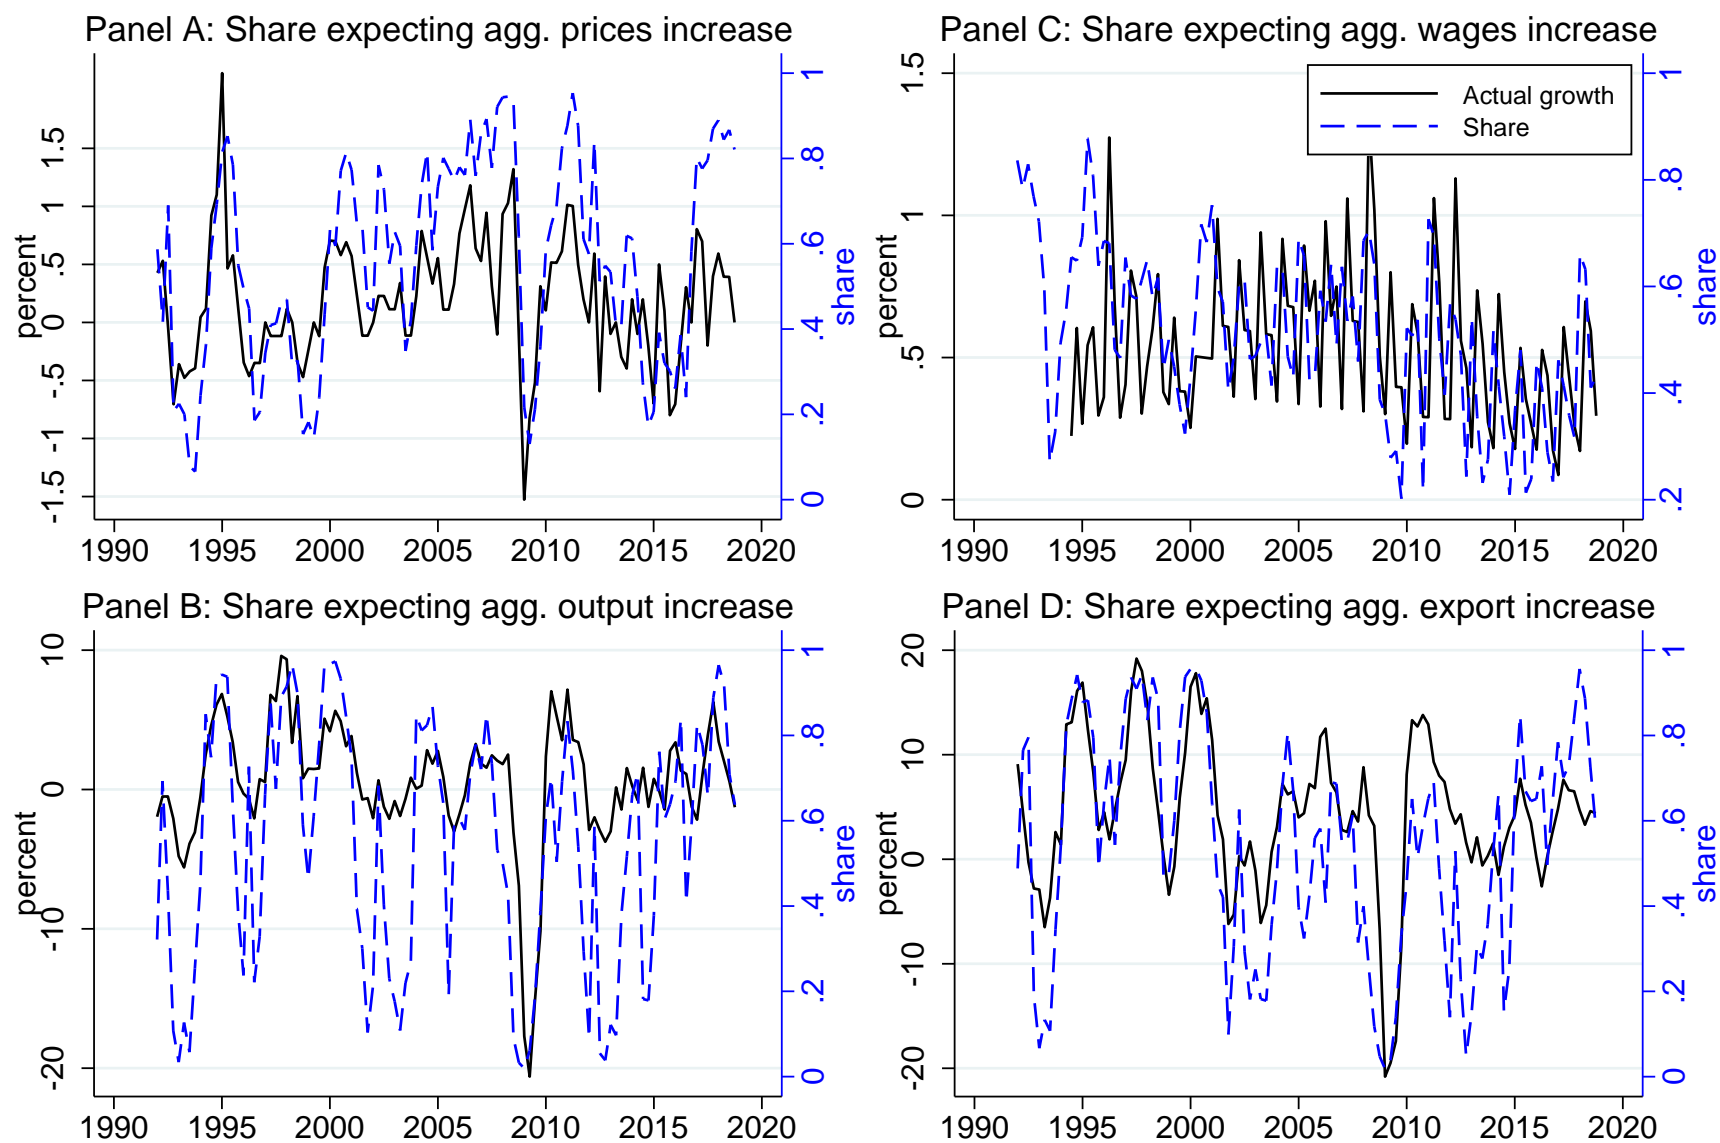 Panel A: Share expecting agg. prices increase
percent
-1.5 -1 -.5 0 .5 1 1.5
0 .2 .4 .6 .8 1
share
1990 1995 2000 2005 2010 2015 2020
Panel C: Share expecting agg. wages increase
Actual growth
Share
percent
0 .5 1 1.5
.2 .4 .6 .8 1
share
1990 1995 2000 2005 2010 2015 2020
Panel B: Share expecting agg. output increase
percent
-20 -10 0 10
0 .2 .4 .6 .8 1
share
1990 1995 2000 2005 2010 2015 2020
Panel D: Share expecting agg. export increase
percent
-20 -10 0 10 20
0 .2 .4 .6 .8 1
share
1990 1995 2000 2005 2010 2015 2020